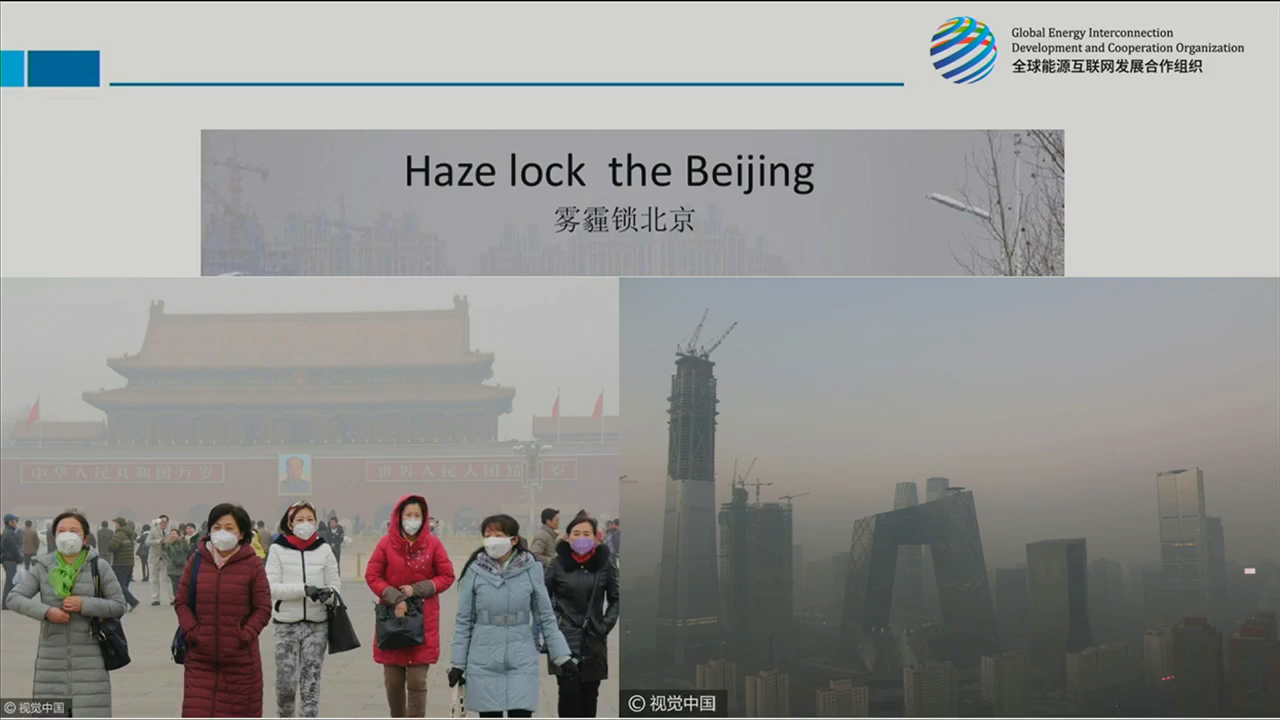 Global Energy Interconnection
Development and Cooperation Organization
全球能源互联网发展合作组织
Haze lock the Beijing
雾霾锁北京
中华人民共和国万岁
世界人民大团结 岁
© 视觉中国
© 视觉中国